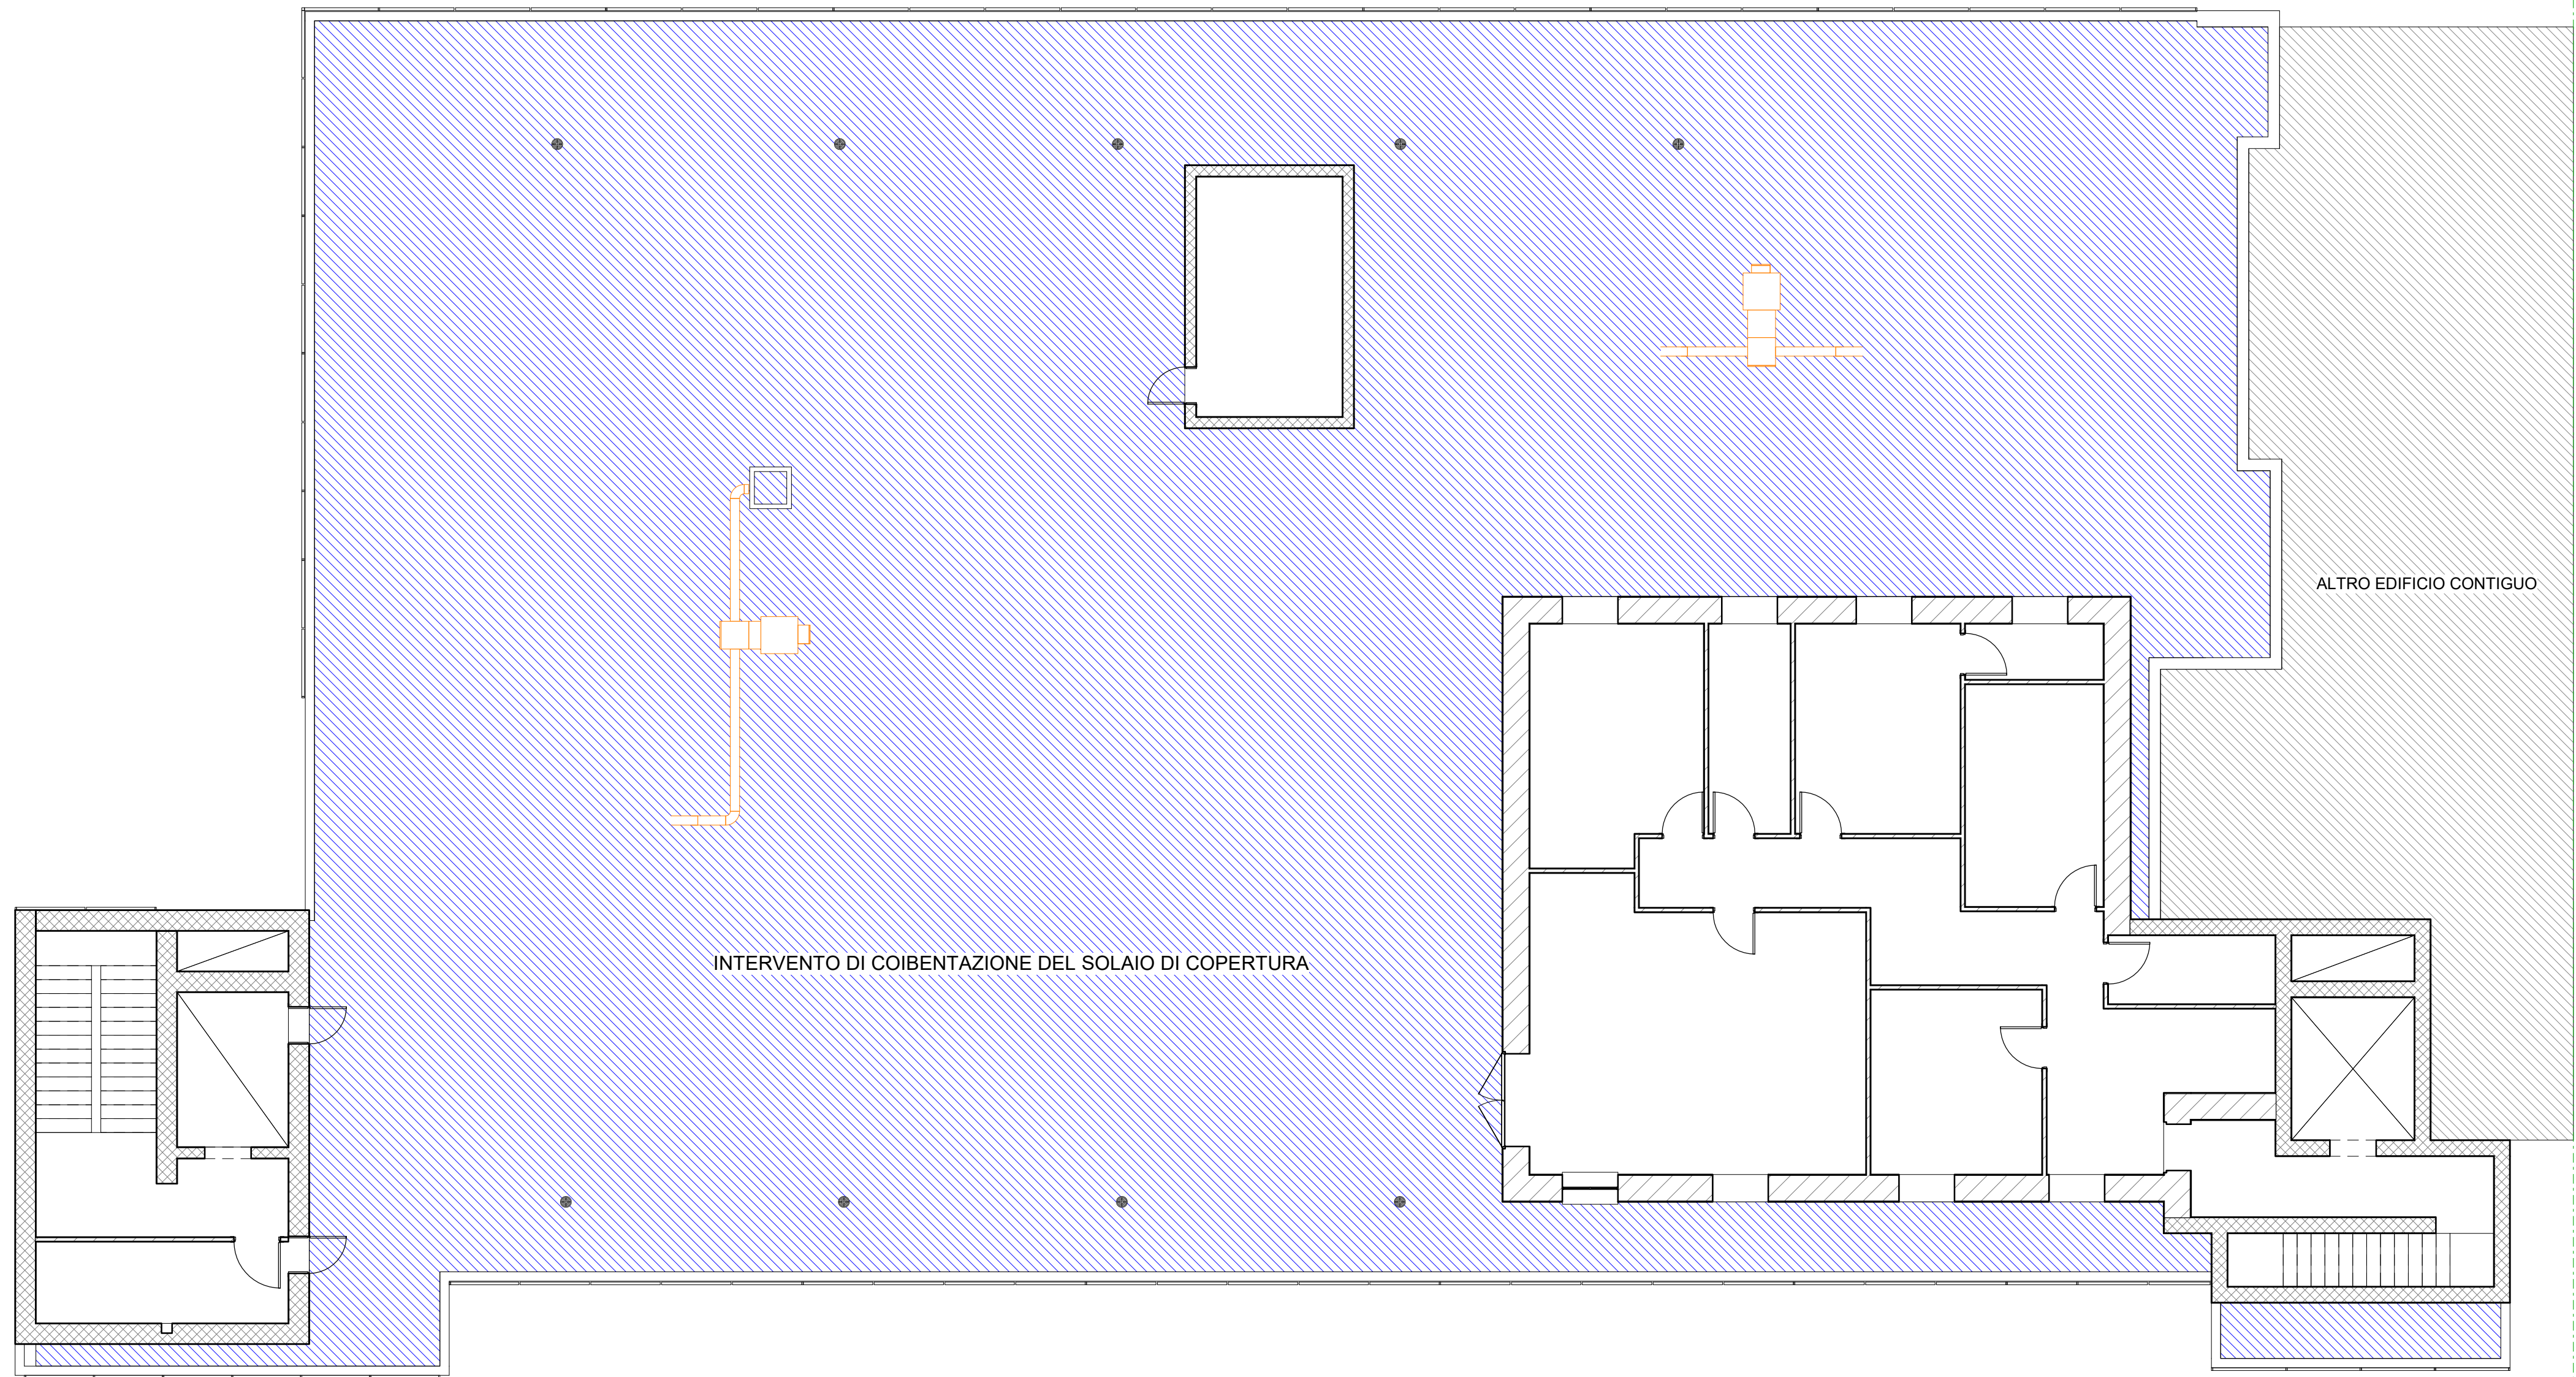 ALTRO EDIFICIO CONTIGUO
INTERVENTO DI COIBENTAZIONE DEL SOLAIO DI COPERTURA